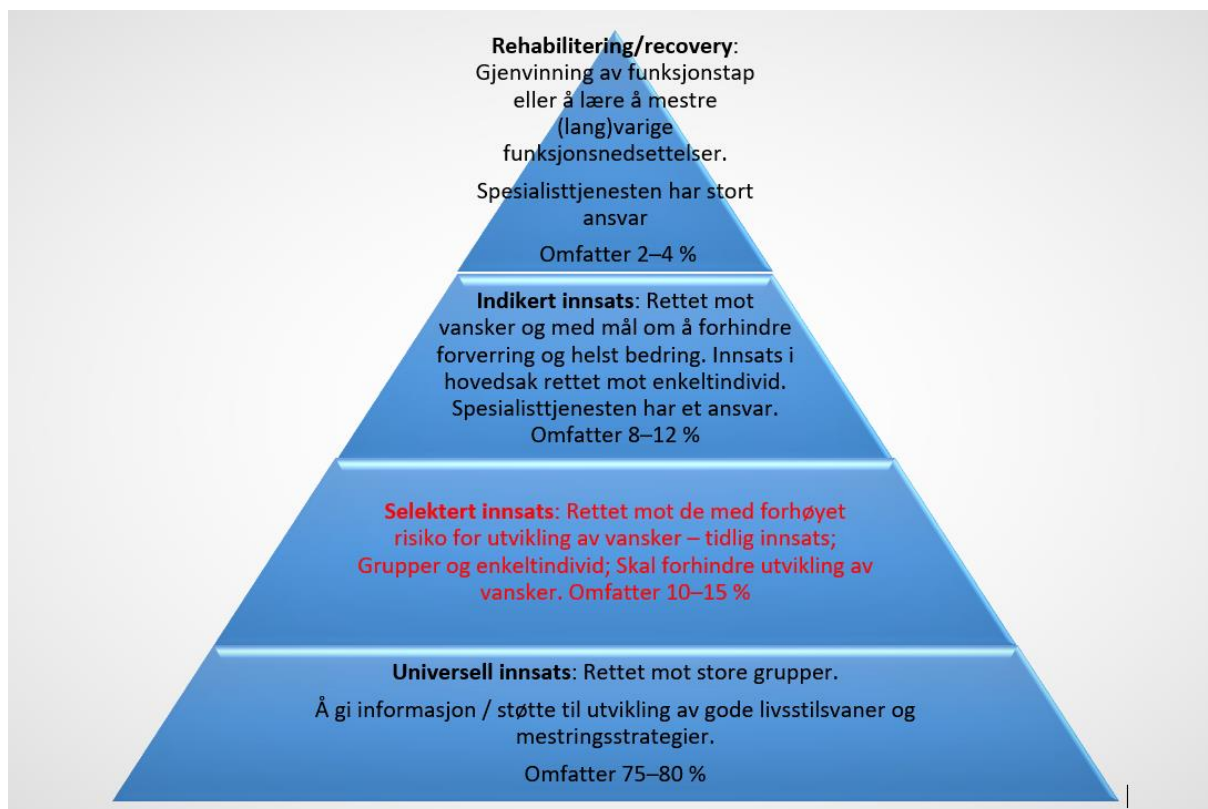 Rehabilitering/recovery:
Gjenvinning av funksjonstap
eller å lære å mestre
(lang)varige
funksjonsnedsettelser.
Spesialisttjenesten har stort
ansvar
Omfatter 2–4 %
Indikert innsats: Rettet mot
vansker og med mål om å forhindre
forverring og helst bedring. Innsats i
hovedsak rettet mot enkeltindivid.
Spesialisttjenesten har et ansvar.
Omfatter 8–12 %
Selektert innsats: Rettet mot de med forhøyet
risiko for utvikling av vansker – tidlig innsats;
Grupper og enkeltindivid; Skal forhindre utvikling av
vansker. Omfatter 10–15 %
Universell innsats: Rettet mot store grupper.
Å gi informasjon / støtte til utvikling av gode livsstilsvaner og
mestringsstrategier.
Omfatter 75–80 %